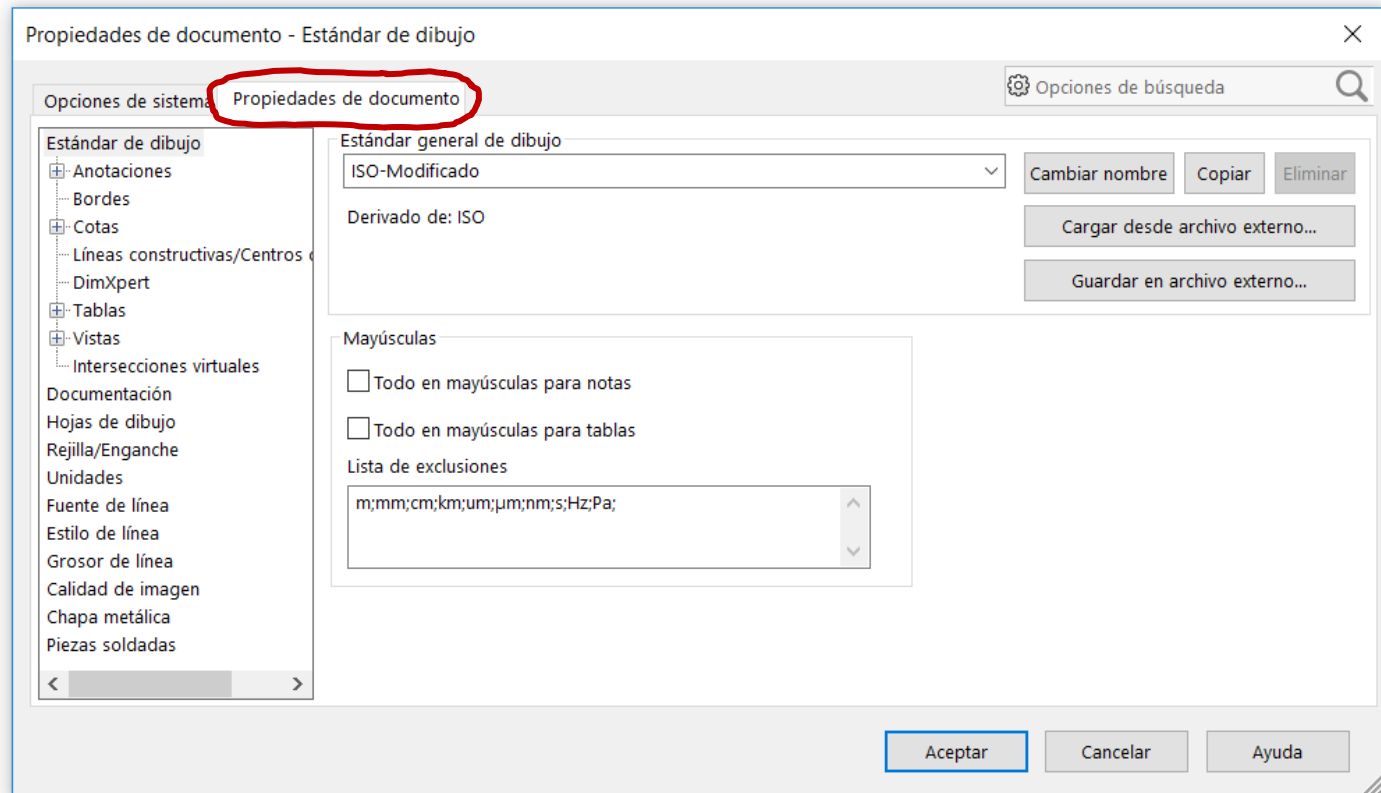 Propiedades de documento - Estándar de dibujo
Opciones de sistema
Propiedades de documento
Opciones de búsqueda
Estándar de dibujo
Anotaciones
Bordes
Cotas
Líneas constructivas/Centros
DimXpert
Tablas
Vistas
Intersecciones virtuales
Documentación
Hojas de dibujo
Rejilla/Enganche
Unidades
Fuente de línea
Estilo de línea
Grosor de línea
Calidad de imagen
Chapa metálica
Piezas soldadas
Estándar general de dibujo
ISO-Modificado
Cambiar nombre
Copiar
Eliminar
Derivado de: ISO
Cargar desde archivo externo...
Guardar en archivo externo...
Mayúsculas
Todo en mayúsculas para notas
Todo en mayúsculas para tablas
Lista de exclusiones
m;mm;cm;km;um;µm;nm;s;Hz;Pa;
Aceptar
Cancelar
Ayuda